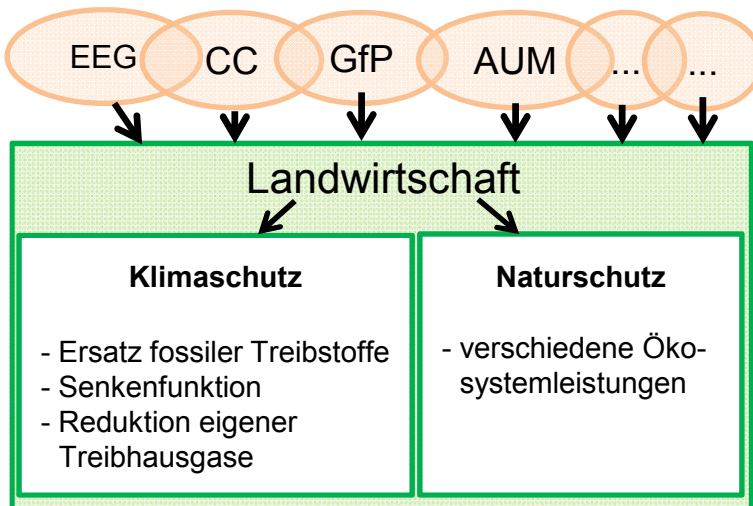 EEG CC GfP AUM ... ...
Landwirtschaft
Klimaschutz
- Ersatz fossiler Treibstoffe
- Senkenfunktion
- Reduktion eigener
Treibhausgase
Naturschutz
- verschiedene Öko-
systemleistungen